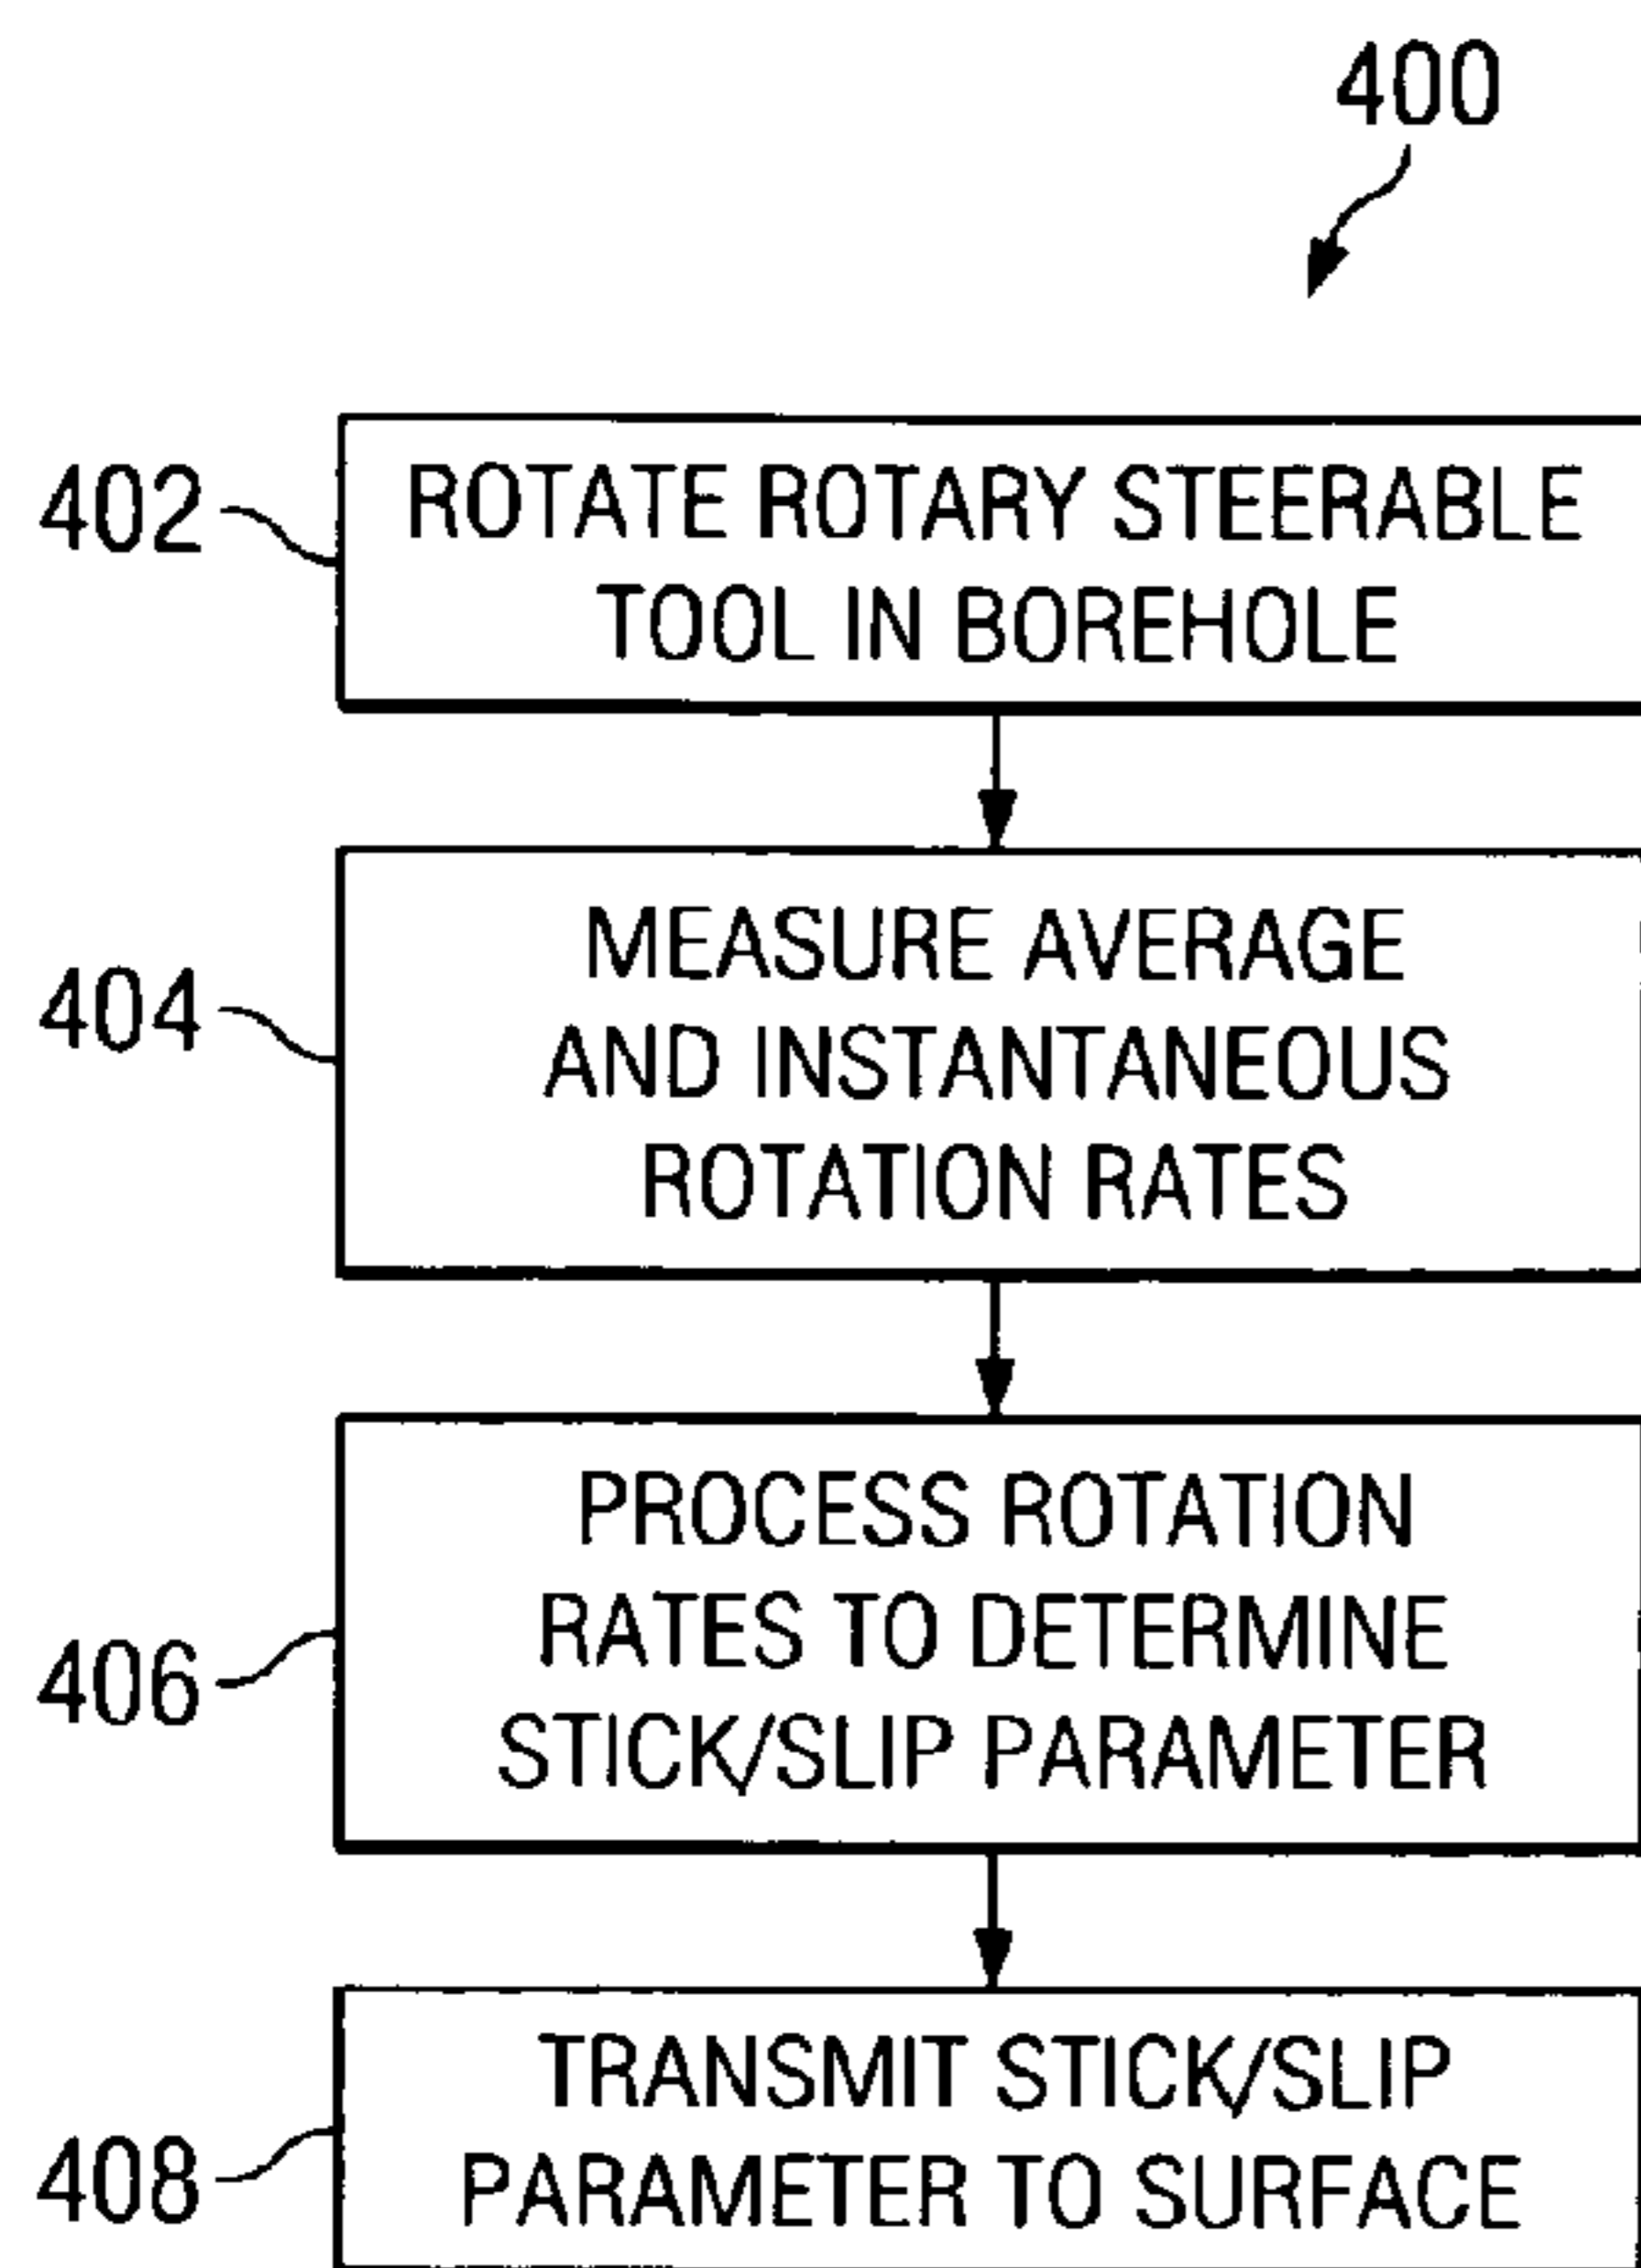 400
402
ROTATE ROTARY STEERABLE
TOOL IN BOREHOLE
404
MEASURE AVERAGE
AND INSTANTANEOUS
ROTATION RATES
406
PROCESS ROTATION
RATES TO DETERMINE
STICK/SLIP PARAMETER
408
TRANSMIT STICK/SLIP
PARAMETER TO SURFACE